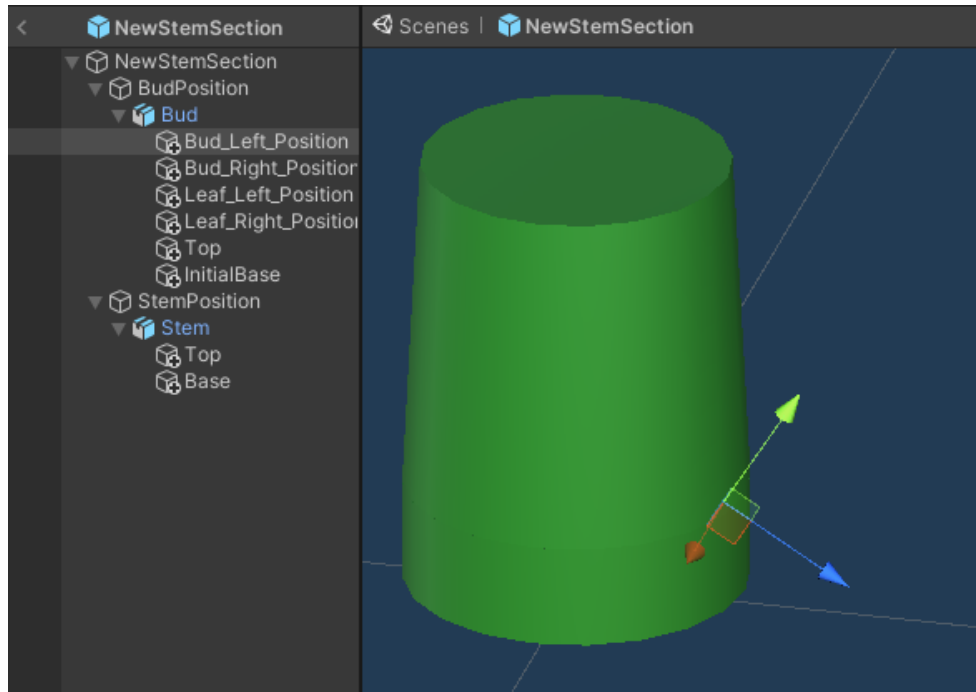 NewStemSection
Scenes | NewStemSection
NewStemSection
BudPosition
Bud
Bud_Left_Position
Bud_Right_Position
Leaf_Left_Position
Leaf_Right_Position
Top
InitialBase
StemPosition
Stem
Top
Base